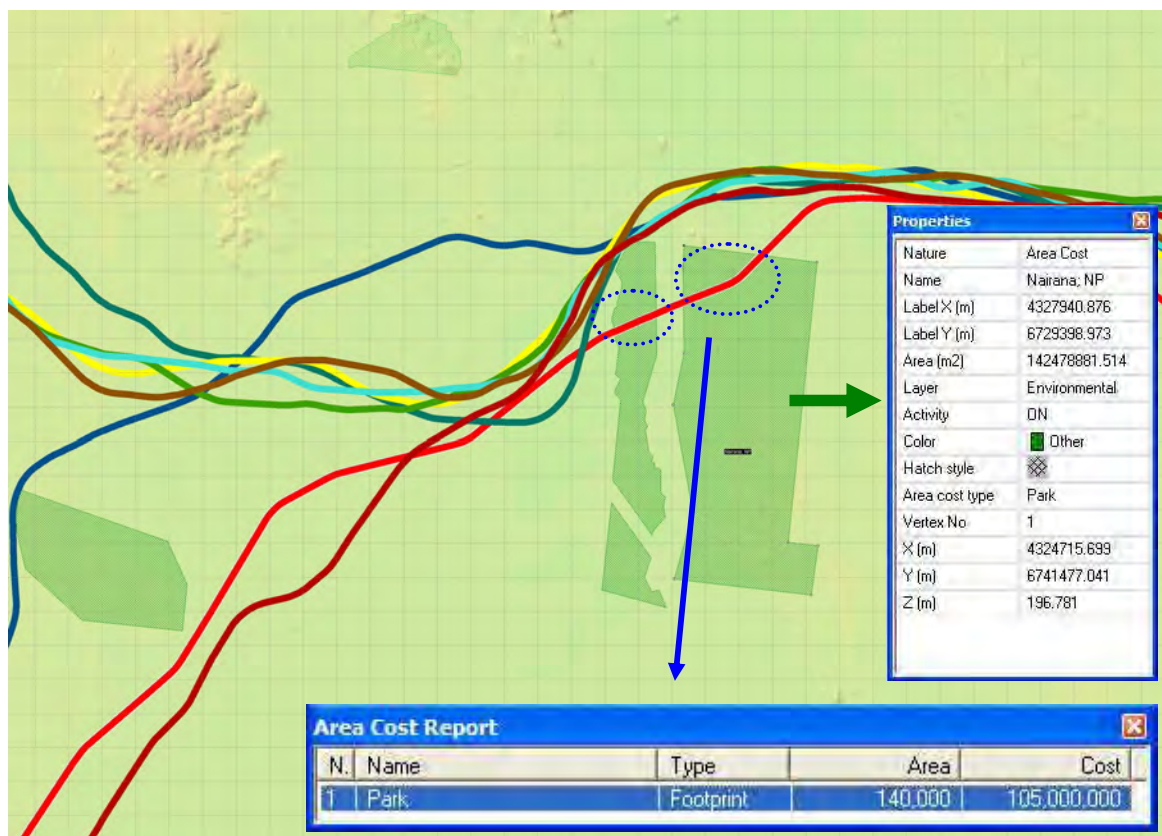 Properties
Nature Area Cost
Name Nairana; NP
Label X (m) 4327940.876
Label Y (m) 6729398.973
Area (m2) 142478881.514
Layer Environmental
Activity ON
Color Other
Hatch style
Area cost type Park
Vertex No 1
X (m) 4324715.699
Y (m) 6741477.041
Z (m) 196.781
Area Cost Report
N. Name Type Area Cost
1 Park Footprint 140,000 105,000,000